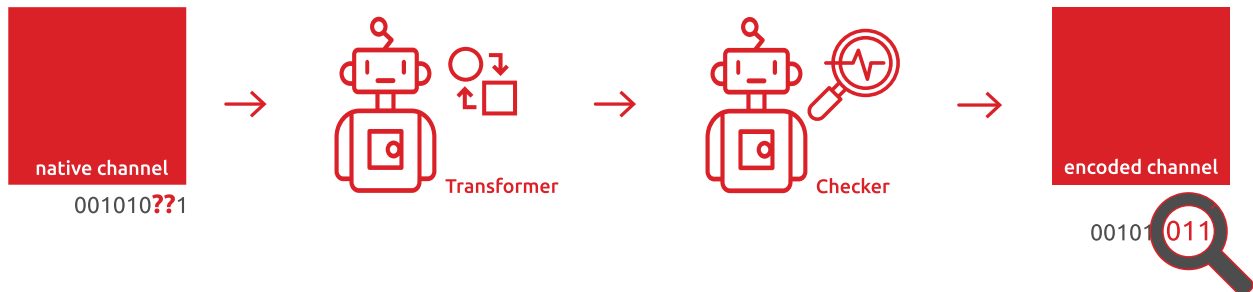 native channel
001010??1
Transformer
Checker
encoded channel
00101011